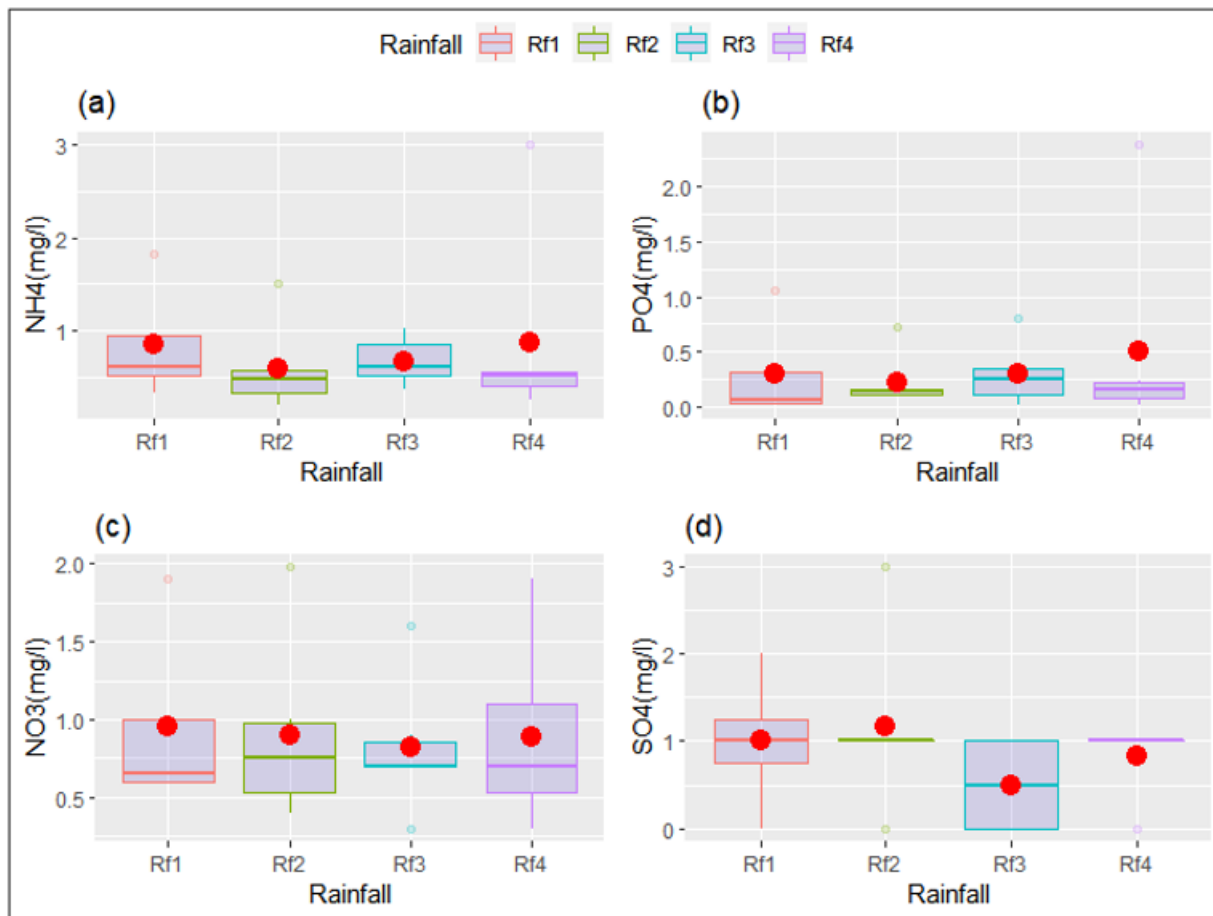 Rainfall Rf1 Rf2 Rf3 Rf4
(a)
3
2
1
NH4(mg/l)
Rf1 Rf2 Rf3 Rf4
Rainfall
(b)
2.0
1.5
1.0
0.5
0.0
PO4(mg/l)
Rf1 Rf2 Rf3 Rf4
Rainfall
(c)
2.0
1.5
1.0
0.5
NO3(mg/l)
Rf1 Rf2 Rf3 Rf4
Rainfall
(d)
3
2
1
0
SO4(mg/l)
Rf1 Rf2 Rf3 Rf4
Rainfall